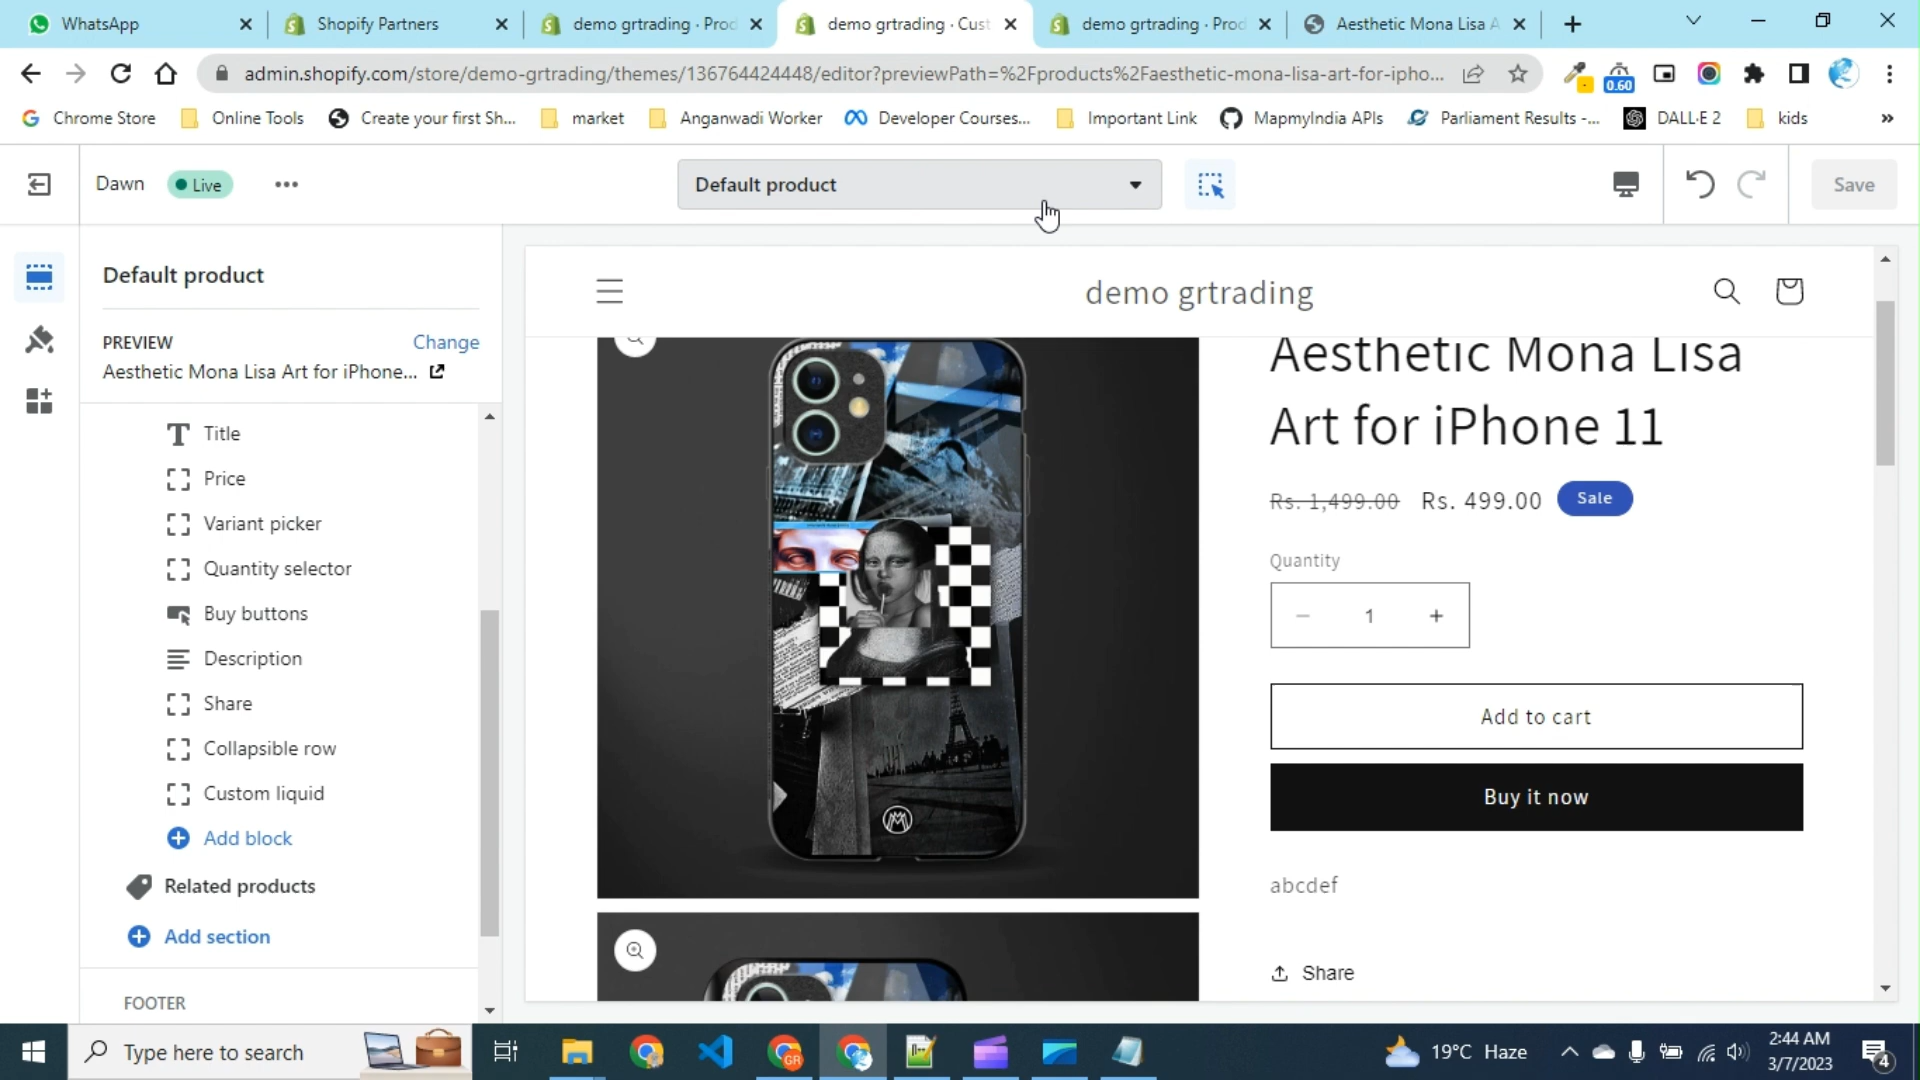 WhatsApp
Shopify Partners
demo grtrading · Prod
demo grtrading · Cust
demo grtrading · Prod
Aesthetic Mona Lisa A
admin.shopify.com/store/demo-grtrading/themes/136764424448/editor?previewPath=%2Fproducts%2Faesthetic-mona-lisa-art-for-ipho...
0.60
Chrome Store
Online Tools
Create your first Sh...
market
Anganwadi Worker
Developer Courses...
Important Link
MapmyIndia APIs
Parliament Results -...
DALL·E 2
kids
»
Dawn
Live
Default product
Save
Default product
PREVIEW
Change
Aesthetic Mona Lisa Art for iPhone...
Title
Price
Variant picker
Quantity selector
Buy buttons
Description
Share
Collapsible row
Custom liquid
Add block
Related products
Add section
FOOTER
demo grtrading
Aesthetic Mona Lisa
Art for iPhone 11
Rs. 1,499.00 Rs. 499.00 Sale
Quantity
− 1 +
Add to cart
Buy it now
abcdef
Share
Type here to search
GR
19°C Haze
2:44 AM
3/7/2023
4